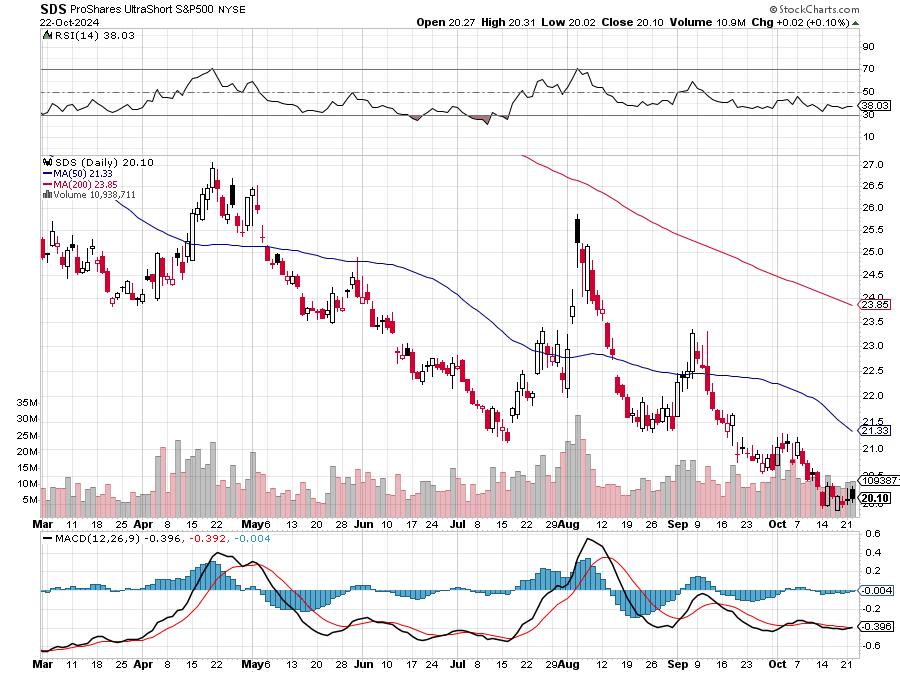 SDS ProShares UltraShort S&P500 NYSE
© StockCharts.com
22-Oct-2024
Open 20.27 High 20.31 Low 20.02 Close 20.10 Volume 10.9M Chg +0.02 (+0.10%)
RSI(14) 38.03
90
70
50
38.03
30
10
SDS (Daily) 20.10
MA(50) 21.33
MA(200) 23.85
Volume 10,938,711
27.0
26.5
26.0
25.5
25.0
24.5
24.0
23.85
23.5
23.0
22.5
22.0
21.5
21.33
21.0
20.5
109387
20.10
20.0
35M
30M
25M
20M
15M
10M
5M
Mar 11 18 25 Apr 8 15 22 May 6 13 20 28 Jun 10 17 24 Jul 8 15 22 29 Aug 12 19 26 Sep 9 16 23 Oct 7 14 21
MACD(12,26,9) -0.396, -0.392, -0.004
0.6
0.4
0.2
-0.004
-0.2
-0.396
-0.6
Mar 11 18 25 Apr 8 15 22 May 6 13 20 28 Jun 10 17 24 Jul 8 15 22 29 Aug 12 19 26 Sep 9 16 23 Oct 7 14 21